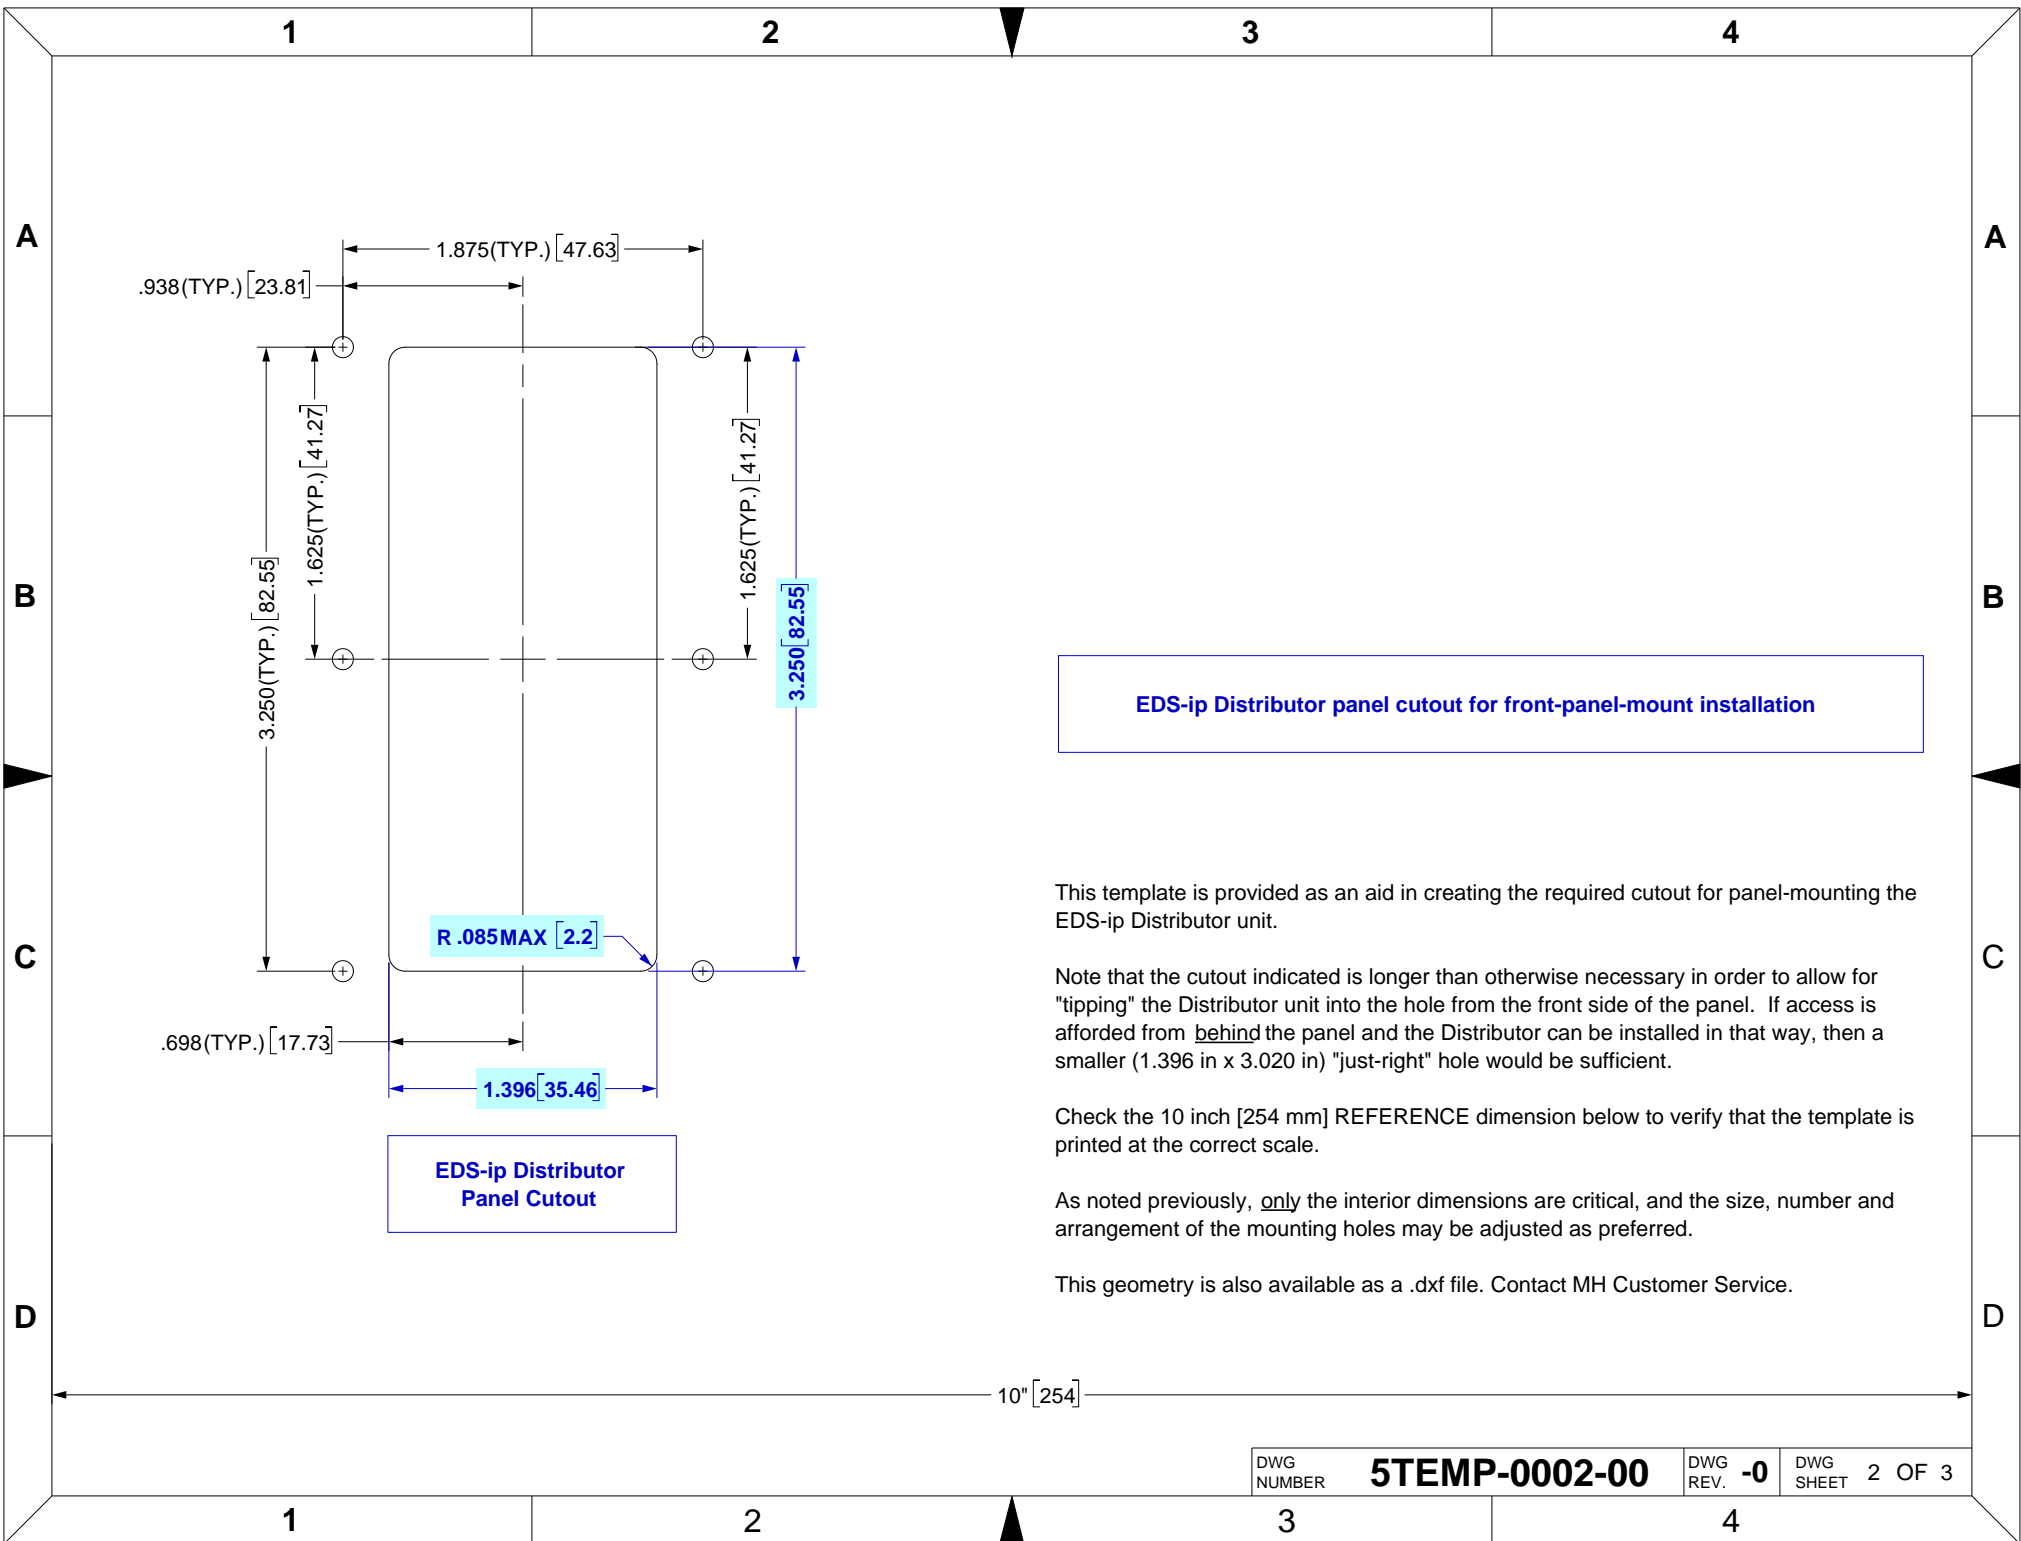 1 2 3 4
A A
1.875(TYP.)[47.63]
.938(TYP.)[23.81]
1.625(TYP.)[41.27]
1.625(TYP.)[41.27]
3.250(TYP.)[82.55]
3.250[82.55]
B B
EDS-ip Distributor panel cutout for front-panel-mount installation
This template is provided as an aid in creating the required cutout for panel-mounting the
EDS-ip Distributor unit.
R .085MAX [2.2]
C C
Note that the cutout indicated is longer than otherwise necessary in order to allow for
"tipping" the Distributor unit into the hole from the front side of the panel. If access is
afforded from behind the panel and the Distributor can be installed in that way, then a
smaller (1.396 in x 3.020 in) "just-right" hole would be sufficient.
.698(TYP.)[17.73]
1.396[35.46]
Check the 10 inch [254 mm] REFERENCE dimension below to verify that the template is
printed at the correct scale.
EDS-ip Distributor
Panel Cutout
As noted previously, only the interior dimensions are critical, and the size, number and
arrangement of the mounting holes may be adjusted as preferred.
This geometry is also available as a .dxf file. Contact MH Customer Service.
D D
10"[254]
DWG NUMBER 5TEMP-0002-00 DWG REV. -0 DWG SHEET 2 OF 3
1 2 3 4